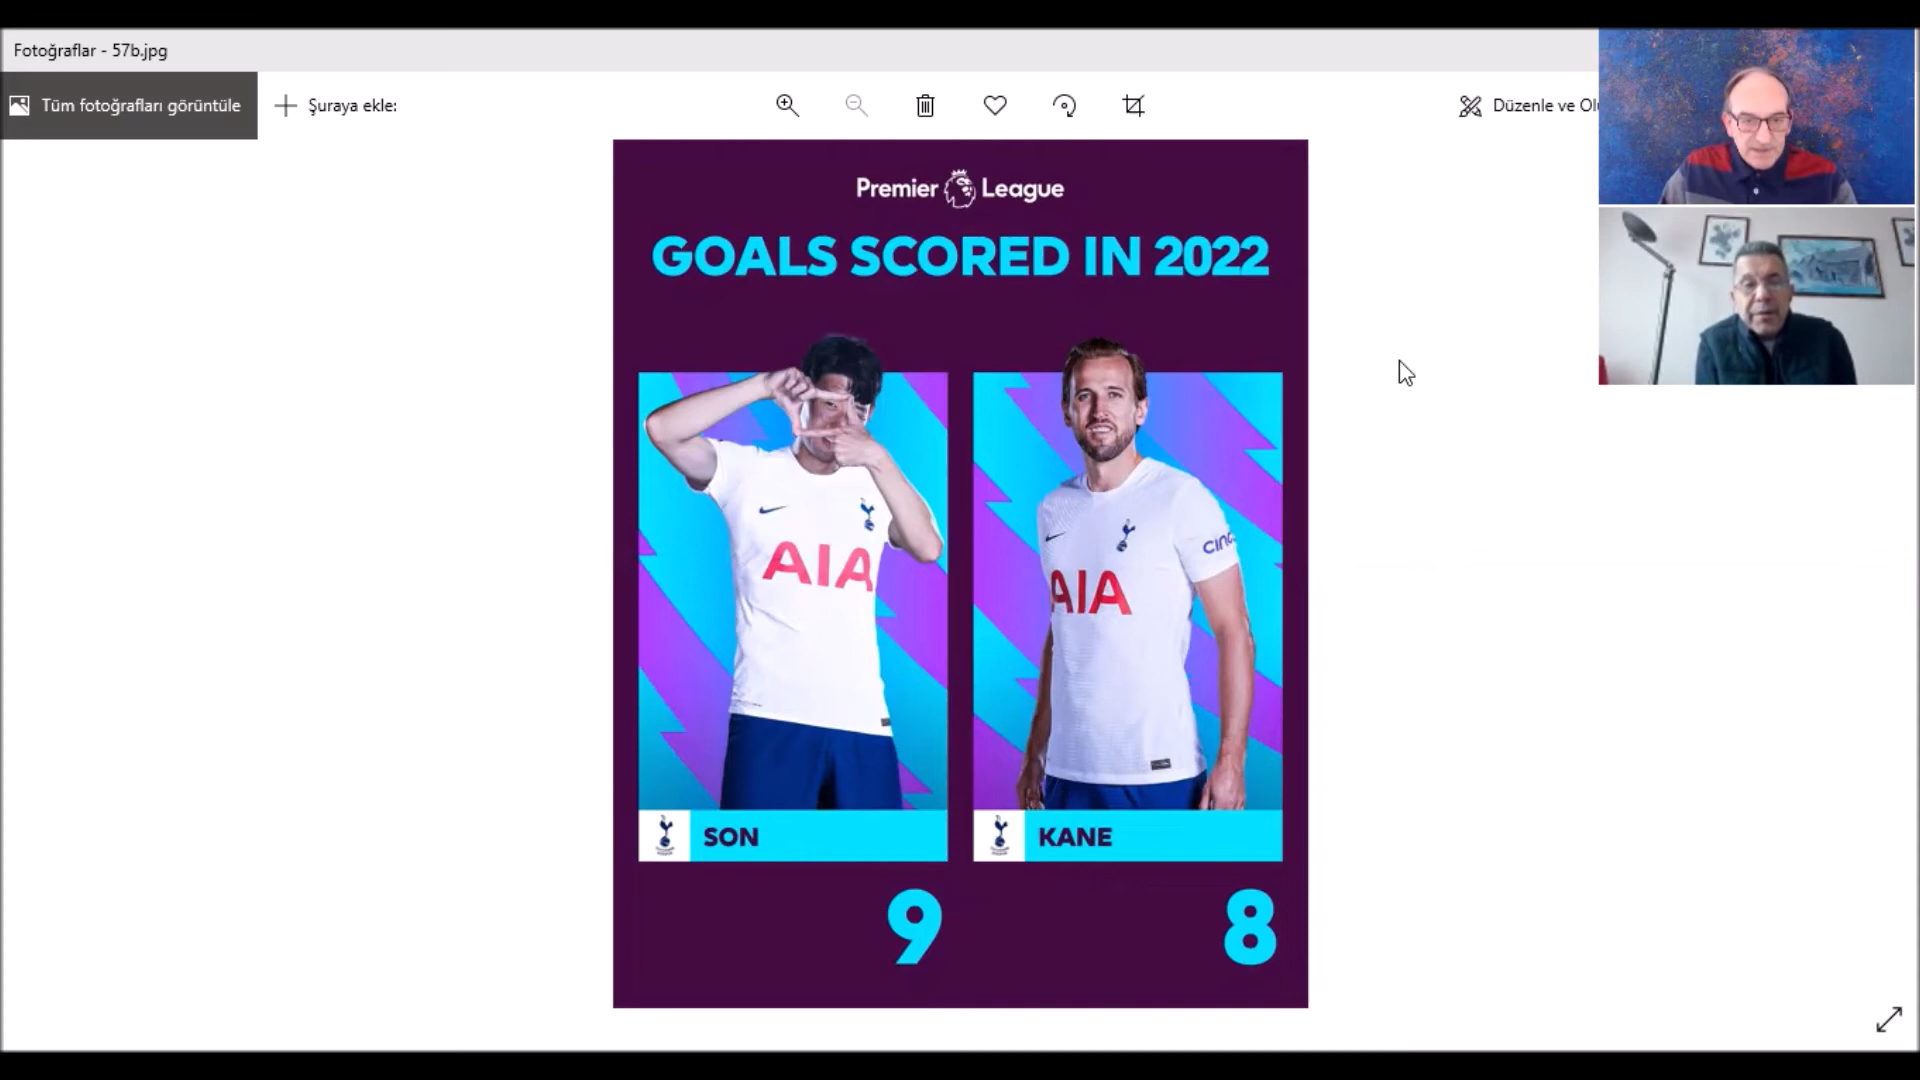 Fotoğraflar - 57b.jpg
Tüm fotoğrafları görüntüle
Şuraya ekle:
Düzenle ve Ol
Premier League
GOALS SCORED IN 2022
AIA
AIA
cinc
SON
KANE
9
8